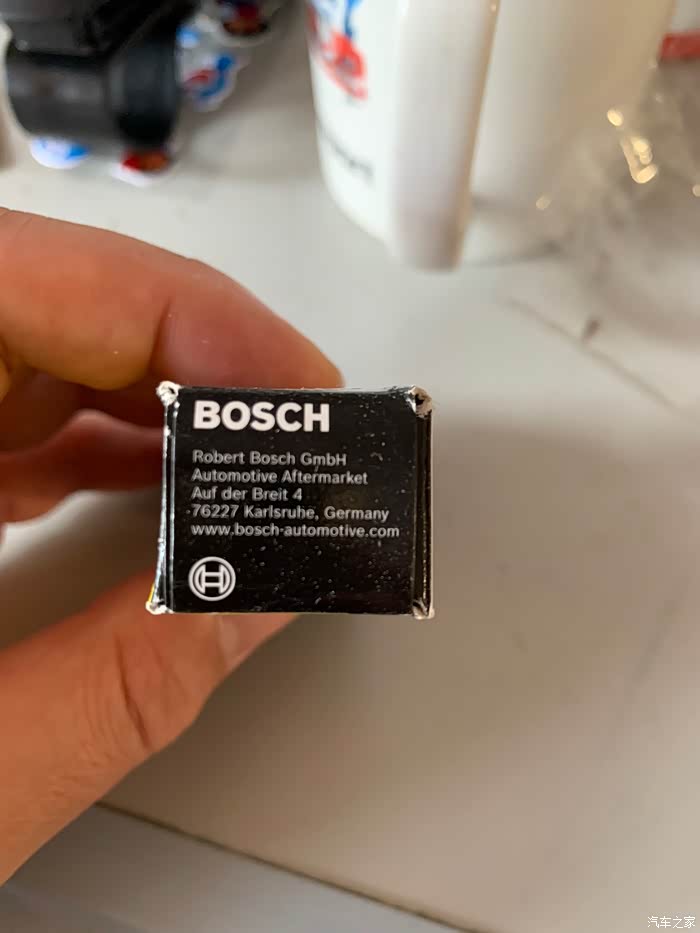 BOSCH
Robert Bosch GmbH
Automotive Aftermarket
Auf der Breit 4
76227 Karlsruhe, Germany
www.bosch-automotive.com
汽车之家